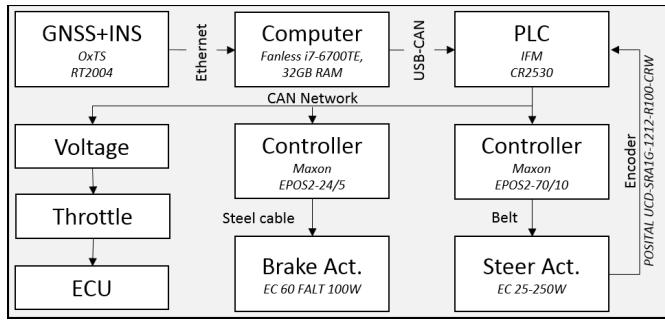 GNSS+INS
OxTS
RT2004
Ethernet
Computer
Fanless i7-6700TE,
32GB RAM
USB-CAN
PLC
IFM
CR2530
CAN Network
Voltage
Controller
Maxon
EPOS2-24/5
Controller
Maxon
EPOS2-70/10
Encoder
POSITAL UCD-SRA1G-1212-R100-CRW
Throttle
Steel cable
Belt
ECU
Brake Act.
EC 60 FALT 100W
Steer Act.
EC 25-250W